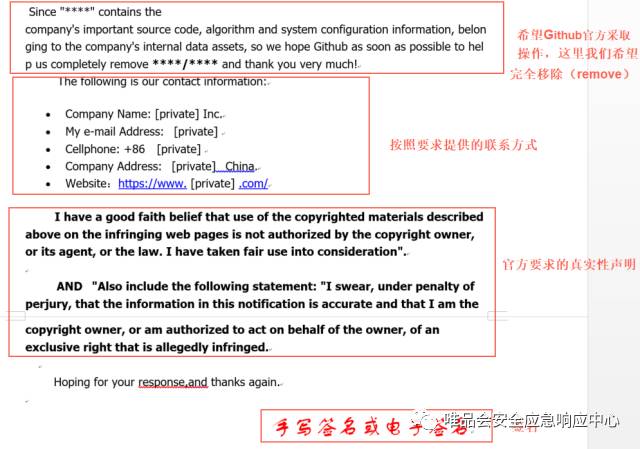 Since "****" contains the
company's important source code, algorithm and system configuration information, belon
ging to the company's internal data assets, so we hope Github as soon as possible to hel
p us completely remove ****/**** and thank you very much!
希望Github官方采取
操作，这里我们希望
完全移除（remove）
The following is our contact information:
• Company Name: [private] Inc.
• My e-mail Address: [private]
• Cellphone: +86 [private]
• Company Address: [private] China
• Website: https://www. [private] .com/
按照要求提供的联系方式
I have a good faith belief that use of the copyrighted materials described
above on the infringing web pages is not authorized by the copyright owner,
or its agent, or the law. I have taken fair use into consideration".
AND "Also include the following statement: "I swear, under penalty of
perjury, that the information in this notification is accurate and that I am the
copyright owner, or am authorized to act on behalf of the owner, of an
exclusive right that is allegedly infringed.
官方要求的真实性声明
Hoping for your response,and thanks again.
手写签名或电子签名
唯品会安全应急响应中心